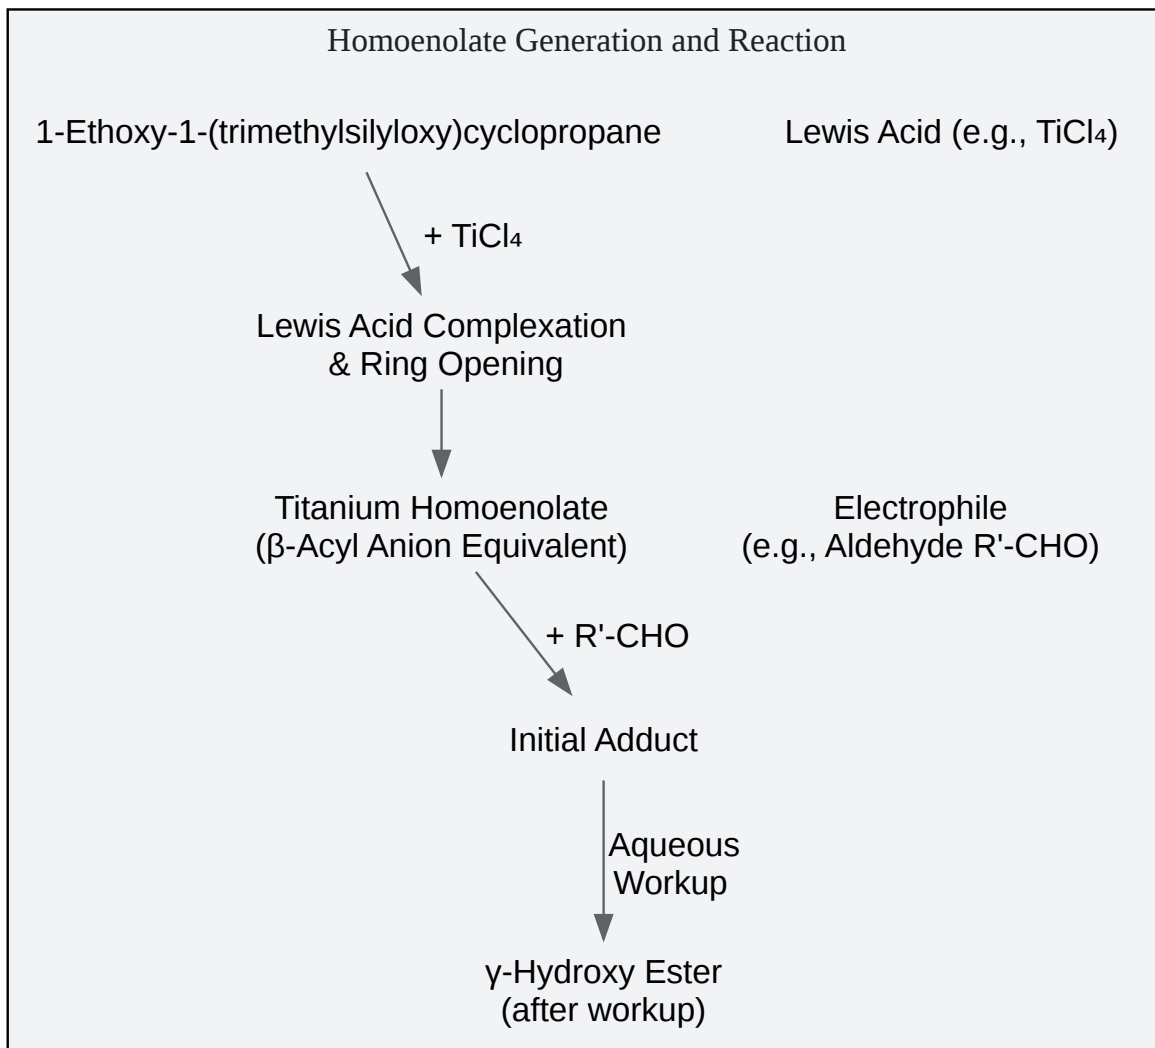 Homoenolate Generation and Reaction
1-Ethoxy-1-(trimethylsilyloxy)cyclopropane
Lewis Acid (e.g., TiCl₄)
+ TiCl₄
Lewis Acid Complexation
& Ring Opening
Titanium Homoenolate
(β-Acyl Anion Equivalent)
Electrophile
(e.g., Aldehyde R'-CHO)
+ R'-CHO
Initial Adduct
Aqueous
Workup
γ-Hydroxy Ester
(after workup)